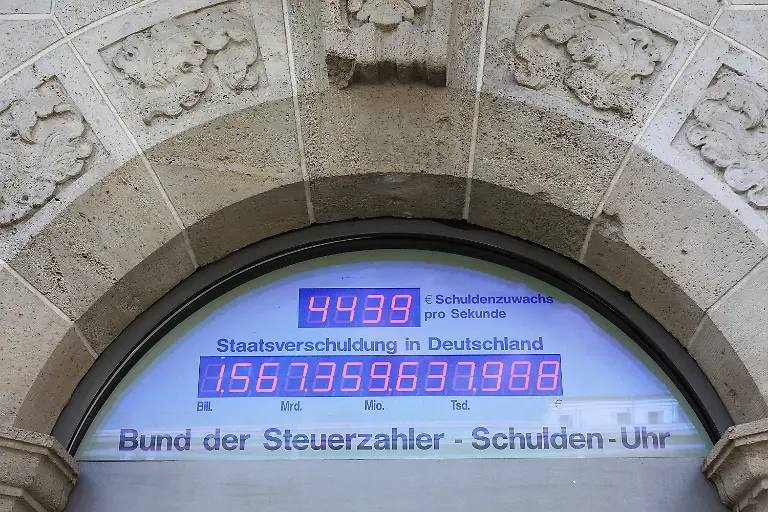 4439 € Schuldenzuwachs
pro Sekunde
Staatsverschuldung in Deutschland
1.567.359.637.988
Bill. Mrd. Mio. Tsd. €
Bund der Steuerzahler - Schulden - Uhr